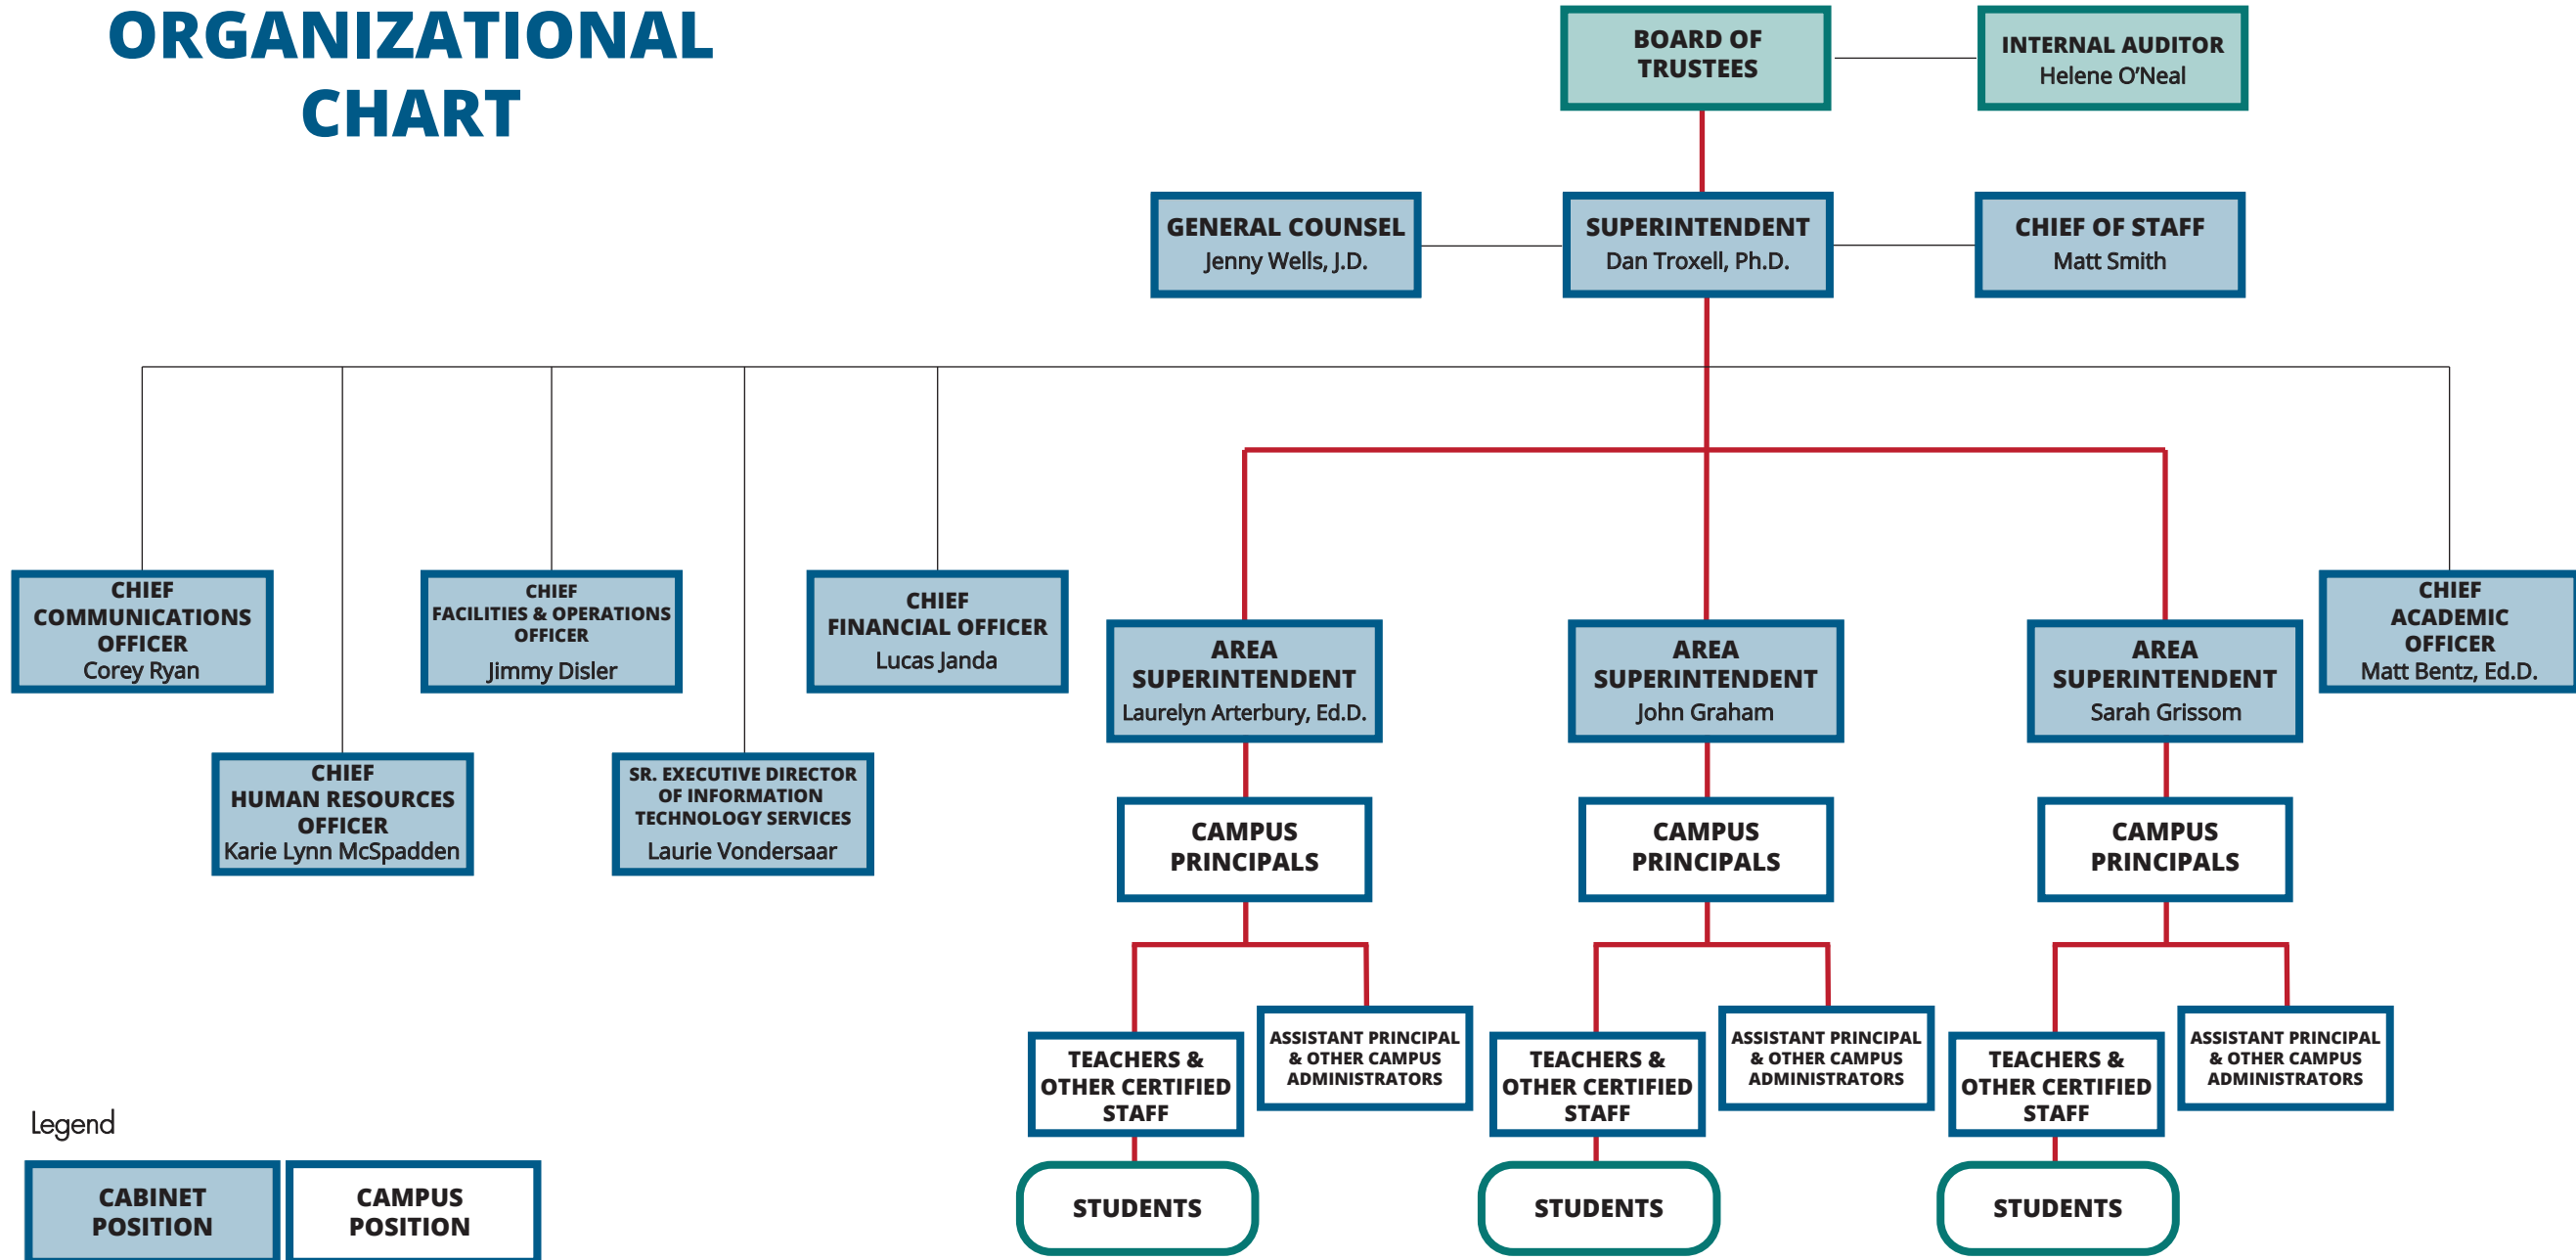 ORGANIZATIONAL
CHART
BOARD OF
TRUSTEES
INTERNAL AUDITOR
Helene O’Neal
GENERAL COUNSEL
Jenny Wells, J.D.
SUPERINTENDENT
Dan Troxell, Ph.D.
CHIEF OF STAFF
Matt Smith
CHIEF
COMMUNICATIONS
OFFICER
Corey Ryan
CHIEF
FACILITIES & OPERATIONS
OFFICER
Jimmy Disler
CHIEF
FINANCIAL OFFICER
Lucas Janda
AREA
SUPERINTENDENT
Laurelyn Arterbury, Ed.D.
AREA
SUPERINTENDENT
John Graham
AREA
SUPERINTENDENT
Sarah Grissom
CHIEF
ACADEMIC
OFFICER
Matt Bentz, Ed.D.
CHIEF
HUMAN RESOURCES
OFFICER
Karie Lynn McSpadden
SR. EXECUTIVE DIRECTOR
OF INFORMATION
TECHNOLOGY SERVICES
Laurie Vondersaar
CAMPUS
PRINCIPALS
CAMPUS
PRINCIPALS
CAMPUS
PRINCIPALS
TEACHERS &
OTHER CERTIFIED
STAFF
ASSISTANT PRINCIPAL
& OTHER CAMPUS
ADMINISTRATORS
TEACHERS &
OTHER CERTIFIED
STAFF
ASSISTANT PRINCIPAL
& OTHER CAMPUS
ADMINISTRATORS
TEACHERS &
OTHER CERTIFIED
STAFF
ASSISTANT PRINCIPAL
& OTHER CAMPUS
ADMINISTRATORS
STUDENTS
STUDENTS
STUDENTS
Legend
CABINET
POSITION
CAMPUS
POSITION